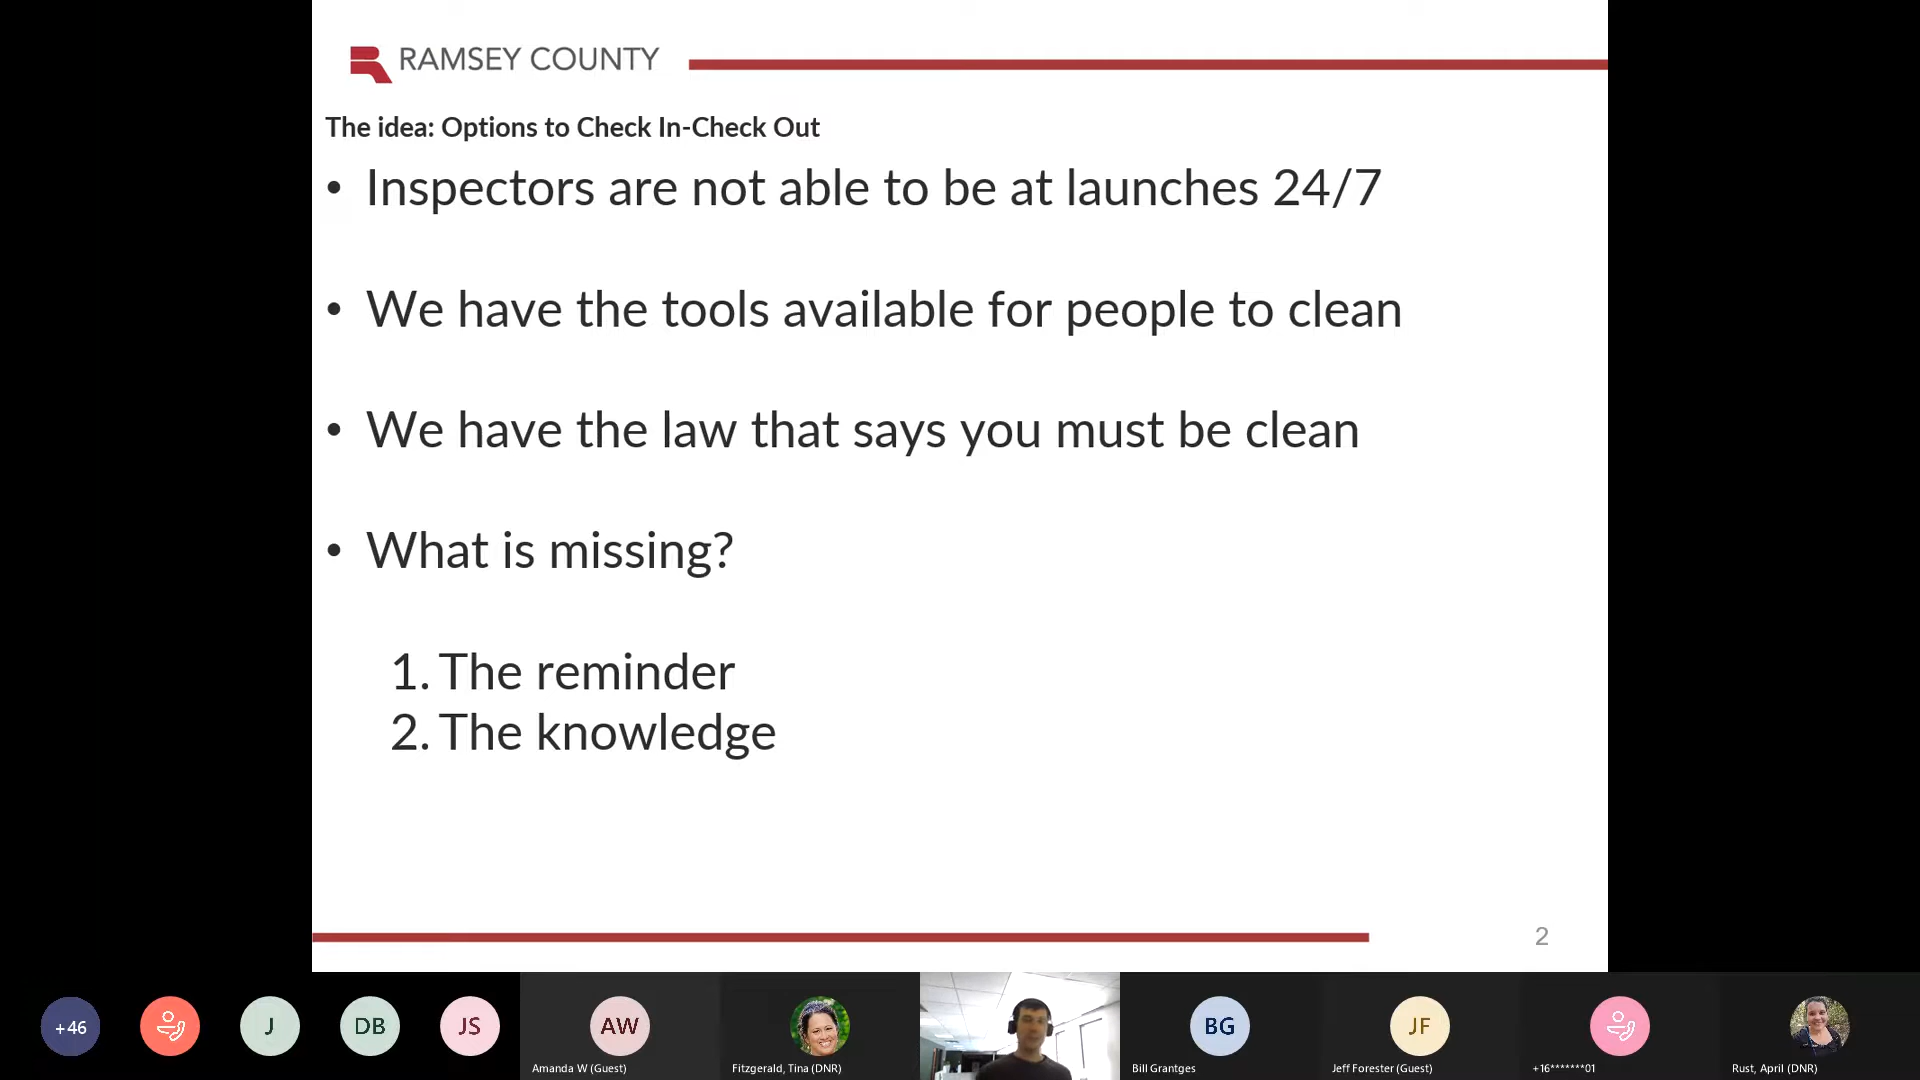 RAMSEY COUNTY
The idea: Options to Check In-Check Out
• Inspectors are not able to be at launches 24/7
• We have the tools available for people to clean
• We have the law that says you must be clean
• What is missing?
1. The reminder
2. The knowledge
2
+46
J
DB
JS
AW
BG
JF
Amanda W (Guest)
Fitzgerald, Tina (DNR)
Bill Grantges
Jeff Forester (Guest)
+16*******01
Rust, April (DNR)